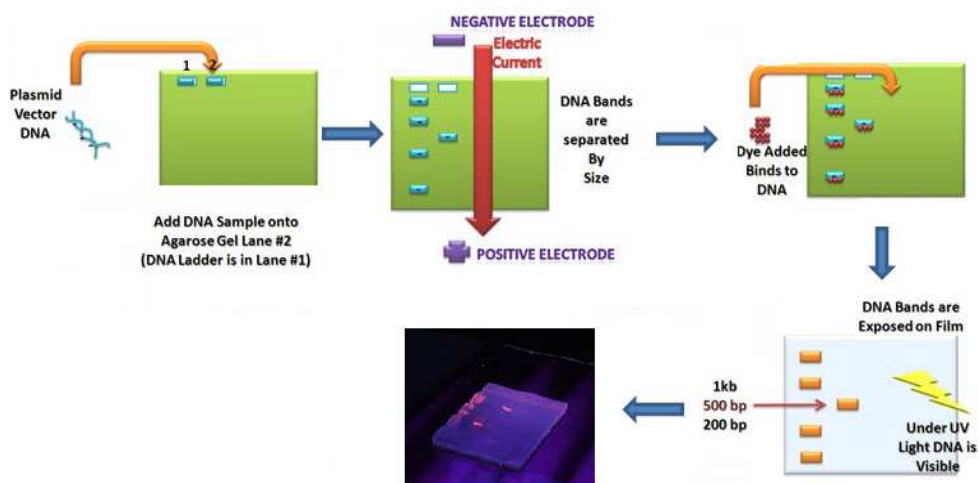 1 2
Plasmid
Vector
DNA
Add DNA Sample onto
Agarose Gel Lane #2
(DNA Ladder is in Lane #1)
NEGATIVE ELECTRODE
Electric
Current
DNA Bands
are
separated
By
Size
POSITIVE ELECTRODE
Dye Added
Binds to
DNA
DNA Bands are
Exposed on Film
1kb
500 bp
200 bp
Under UV
Light DNA is
Visible